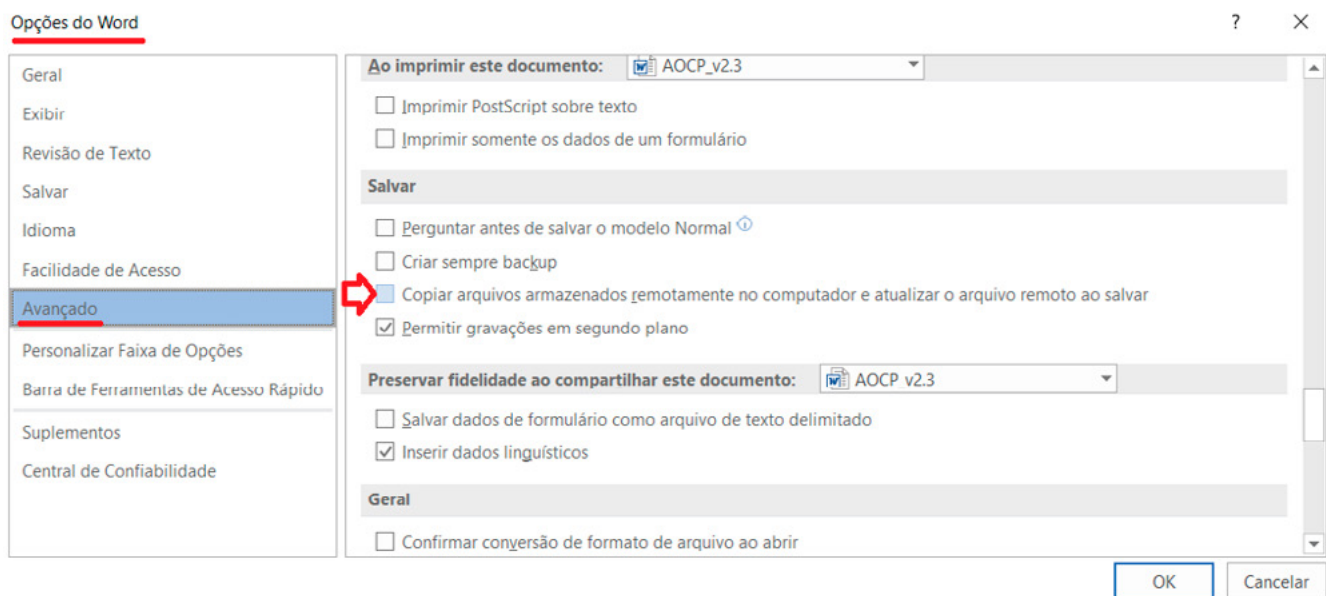 Opções do Word
?
Geral
Exibir
Revisão de Texto
Salvar
Idioma
Facilidade de Acesso
Avançado
Personalizar Faixa de Opções
Barra de Ferramentas de Acesso Rápido
Suplementos
Central de Confiabilidade
Ao imprimir este documento: AOCP_v2.3
Imprimir PostScript sobre texto
Imprimir somente os dados de um formulário
Salvar
Perguntar antes de salvar o modelo Normal
Criar sempre backup
Copiar arquivos armazenados remotamente no computador e atualizar o arquivo remoto ao salvar
Permitir gravações em segundo plano
Preservar fidelidade ao compartilhar este documento: AOCP v2.3
Salvar dados de formulário como arquivo de texto delimitado
Inserir dados linguísticos
Geral
Confirmar conversão de formato de arquivo ao abrir
OK
Cancelar